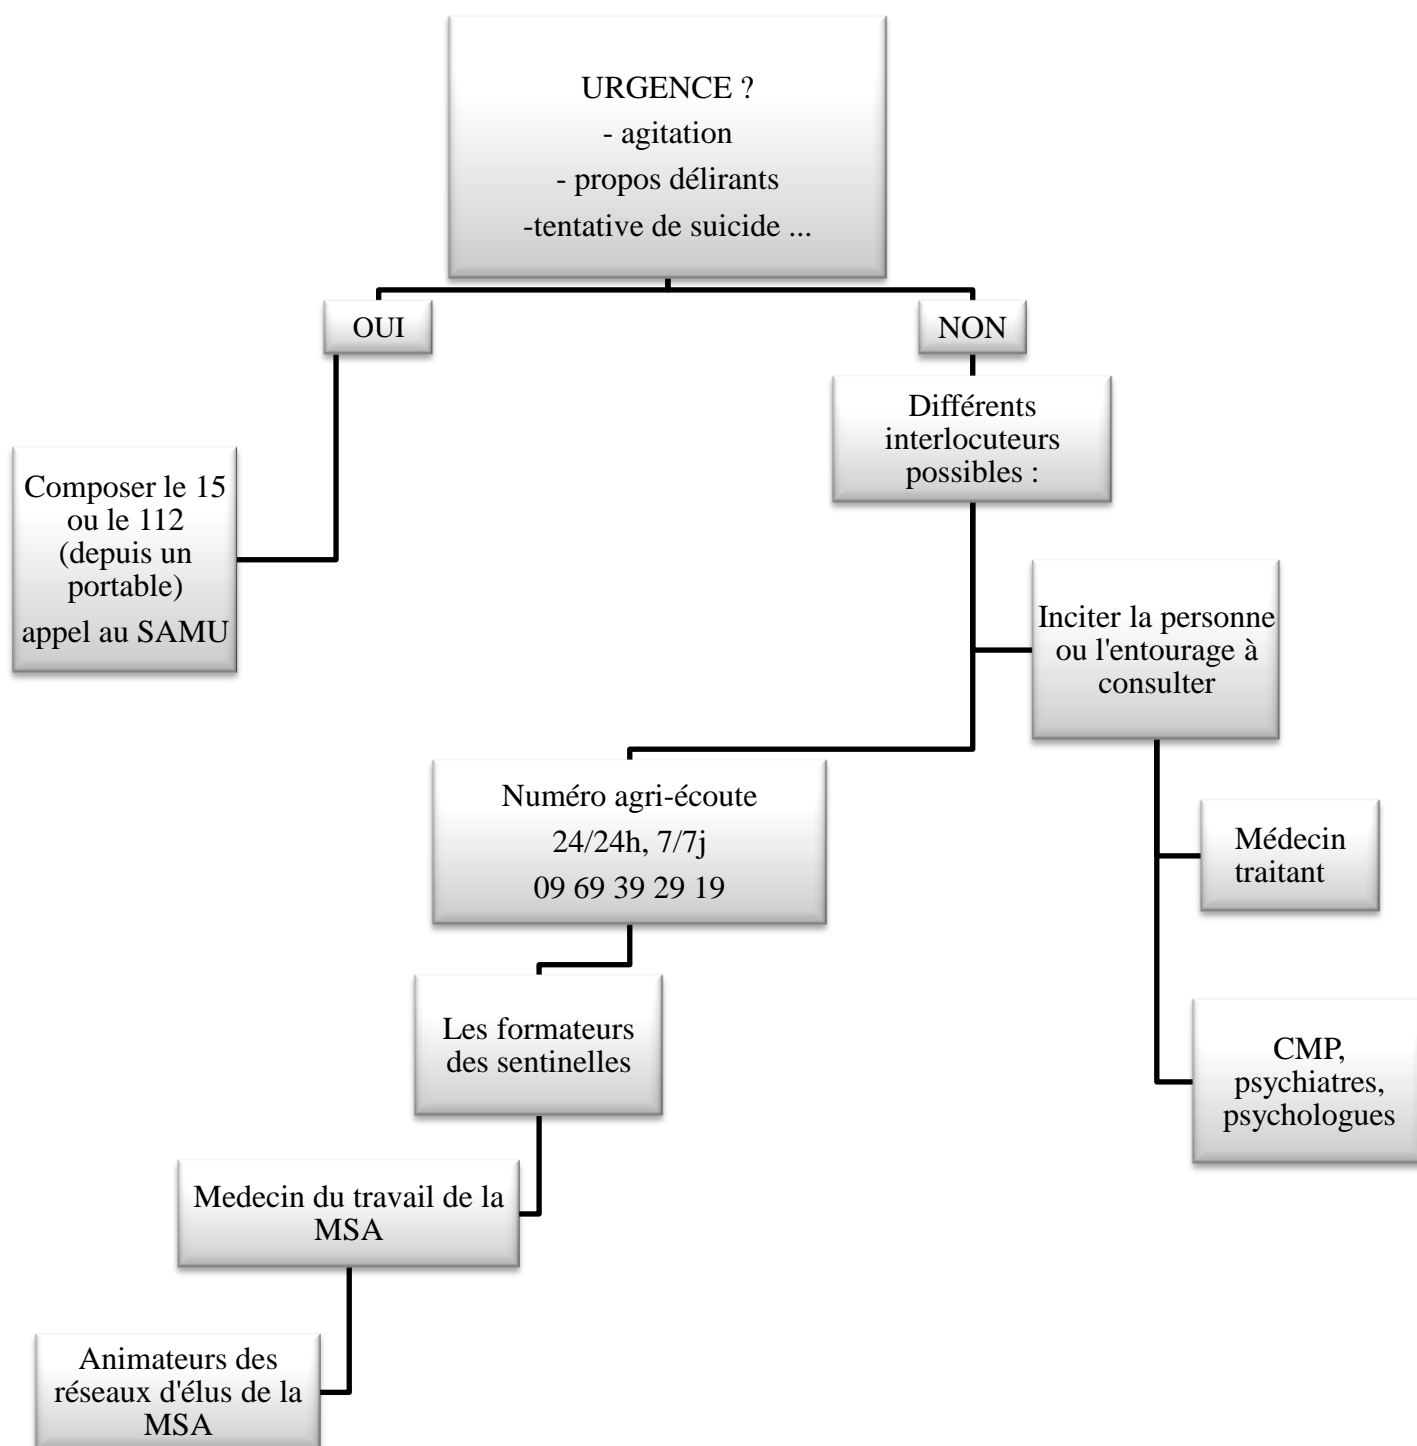 URGENCE ?
- agitation
- propos délirants
-tentative de suicide ...
OUI
NON
Composer le 15
ou le 112
(depuis un
portable)
appel au SAMU
Différents
interlocuteurs
possibles :
Inciter la personne
ou l'entourage à
consulter
Numéro agri-écoute
24/24h, 7/7j
09 69 39 29 19
Médecin
traitant
Les formateurs
des sentinelles
CMP,
psychiatres,
psychologues
Medecin du travail de la
MSA
Animateurs des
réseaux d'élus de la
MSA